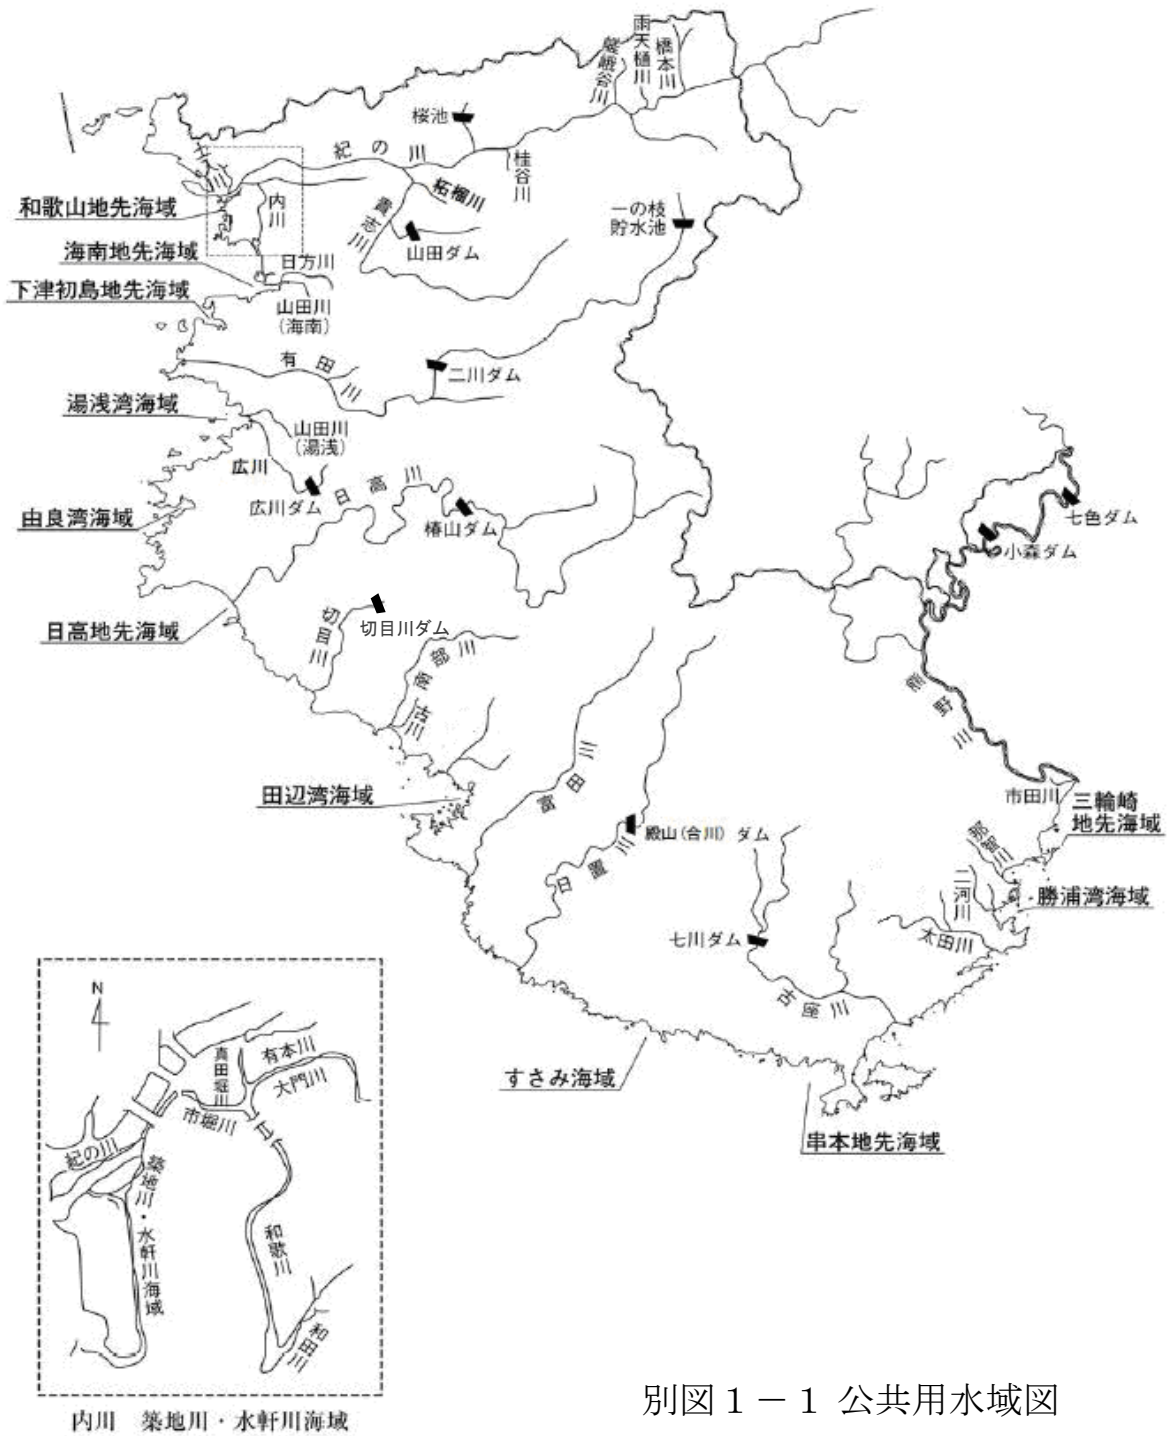 雨天樋川
橋本川
嵯峨谷川
桜池
紀の川
桂谷川
土入川
柘榴川
貴志川
内川
和歌山地先海域
一の枝
貯水池
山田ダム
海南地先海域
日方川
下津初島地先海域
山田川
(海南)
有田川
二川ダム
湯浅湾海域
山田川
(湯浅)
広川
広川ダム
日高川
椿山ダム
由良湾海域
七色ダム
小森ダム
切目川ダム
切目川
日高地先海域
南部川
古川
熊野川
田辺湾海域
富田川
市田川
三輪崎
地先海域
殿山(合川) ダム
日置川
那智川
二河川
勝浦湾海域
太田川
七川ダム
古座川
すさみ海域
串本地先海域
N
真田堀川
有本川
大門川
市堀川
紀の川
築地川・水軒川海域
和歌川
和田川
内川 築地川・水軒川海域
別図1-1 公共用水域図